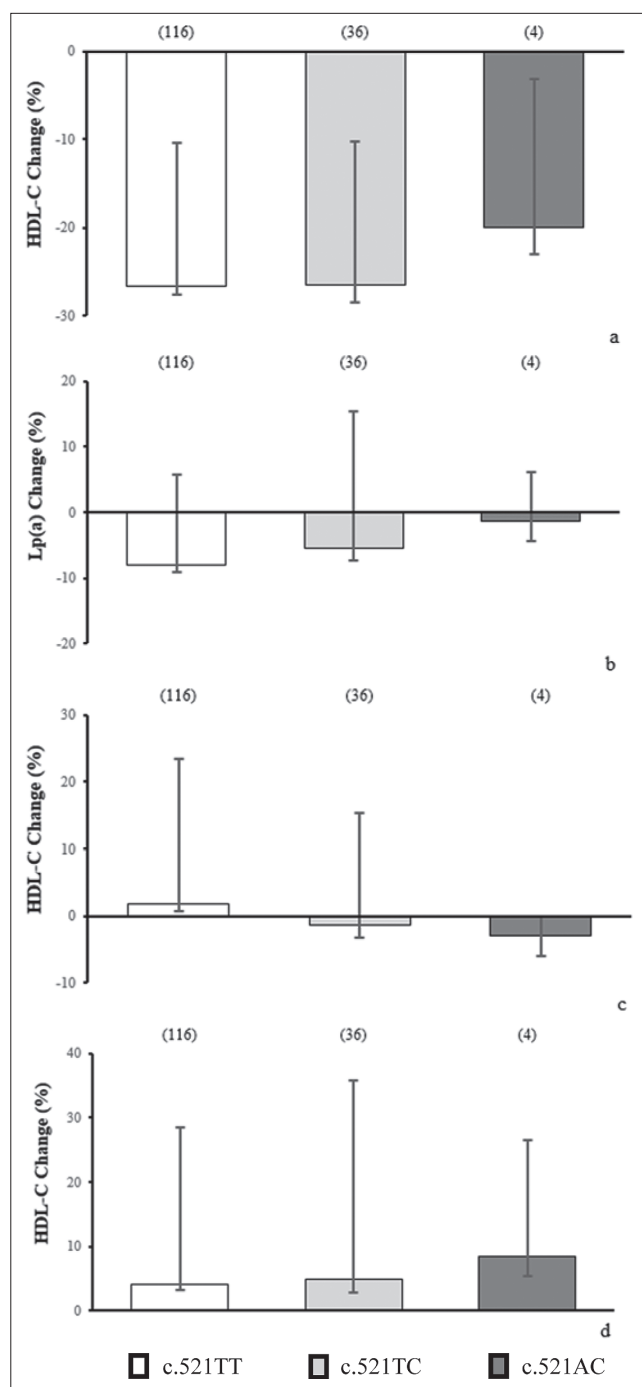 (116) (36) (4)
0
-10
-20
-30
HDL-C Change (%)
a
(116) (36) (4)
20
10
0
-10
-20
Lp(a) Change (%)
b
(116) (36) (4)
30
20
10
0
-10
HDL-C Change (%)
c
(116) (36) (4)
40
30
20
10
0
HDL-C Change (%)
d
c.521TT c.521TC c.521AC